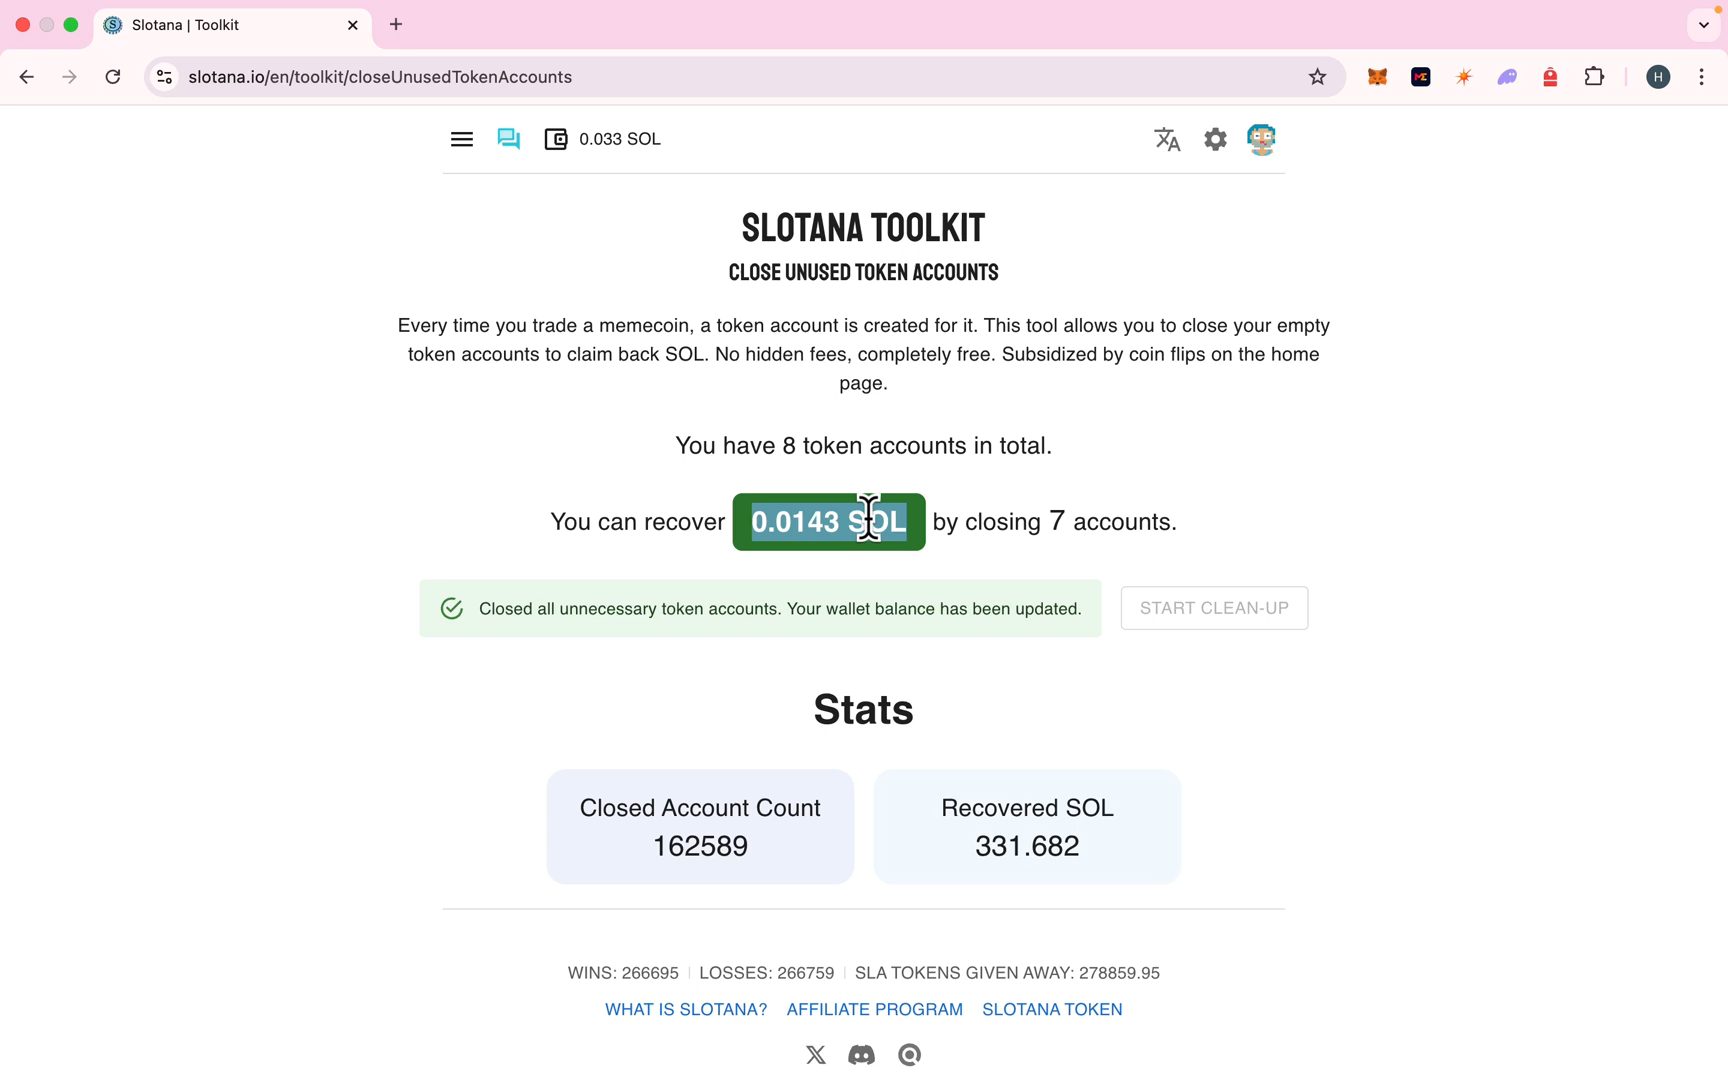 Slotana | Toolkit
slotana.io/en/toolkit/closeUnusedTokenAccounts
H
0.033 SOL
SLOTANA TOOLKIT
CLOSE UNUSED TOKEN ACCOUNTS
Every time you trade a memecoin, a token account is created for it. This tool allows you to close your empty
token accounts to claim back SOL. No hidden fees, completely free. Subsidized by coin flips on the home
page.
You have 8 token accounts in total.
You can recover 0.0143 SOL by closing 7 accounts.
Closed all unnecessary token accounts. Your wallet balance has been updated. START CLEAN-UP
Stats
Closed Account Count Recovered SOL
162589 331.682
WINS: 266695 LOSSES: 266759 SLA TOKENS GIVEN AWAY: 278859.95
WHAT IS SLOTANA? AFFILIATE PROGRAM SLOTANA TOKEN